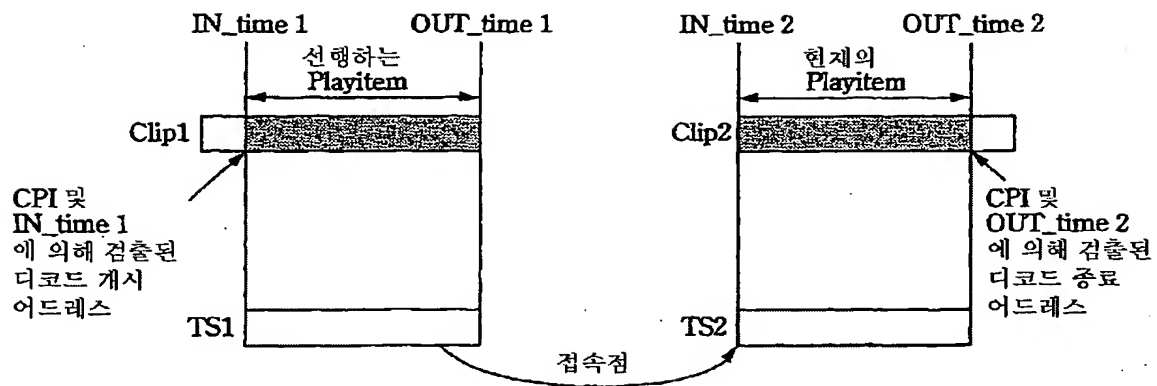 IN_time 1
OUT_time 1
IN_time 2
OUT_time 2
선행하는
Playitem
현재의
Playitem
Clip1
Clip2
CPI 및
IN_time 1
에 의해 검출된
디코드 개시
어드레스
CPI 및
OUT_time 2
에 의해 검출된
디코드 종료
어드레스
TS1
TS2
접속점